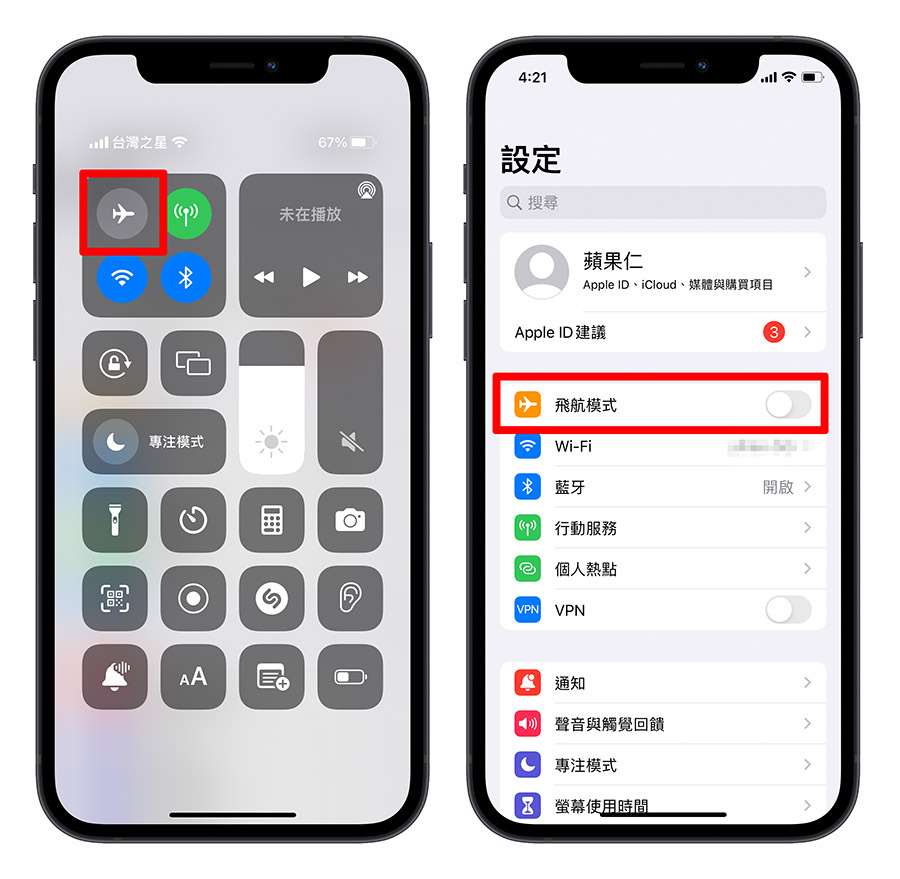 台灣之星
67%
未在播放
專注模式
AA
4:21
設定
搜尋
蘋果仁
Apple ID、iCloud、媒體與購買項目
Apple ID 建議
3
飛航模式
Wi-Fi
藍牙
開啟
行動服務
個人熱點
VPN
VPN
通知
聲音與觸覺回饋
專注模式
螢幕使用時間